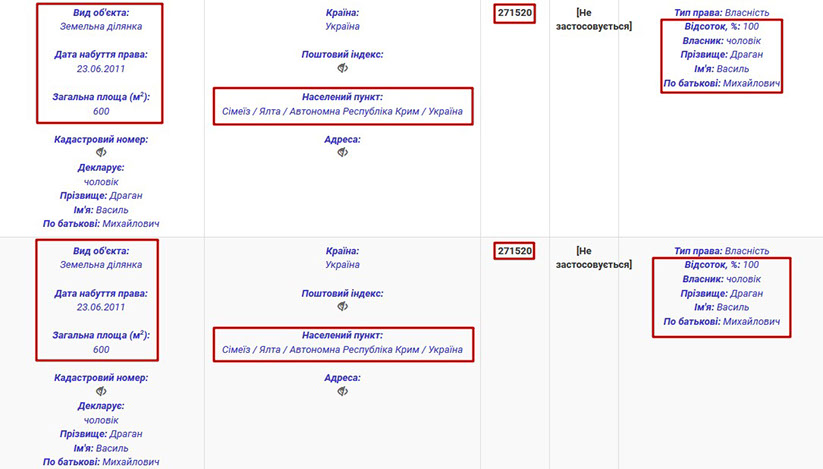 Вид об'єкта:
Земельна ділянка
Дата набуття права:
23.06.2011
Загальна площа (м²):
600
Кадастровий номер:
Декларує:
чоловік
Прізвище: Драган
Ім'я: Василь
По батькові: Михайлович
Країна:
Україна
Поштовий індекс:
Населений пункт:
Сімеїз / Ялта / Автономна Республіка Крим / Україна
Адреса:
271520
[Не
застосовується]
Тип права: Власність
Відсоток, %: 100
Власник: чоловік
Прізвище: Драган
Ім'я: Василь
По батькові: Михайлович
Вид об'єкта:
Земельна ділянка
Дата набуття права:
23.06.2011
Загальна площа (м²):
600
Кадастровий номер:
Декларує:
чоловік
Прізвище: Драган
Ім'я: Василь
По батькові: Михайлович
Країна:
Україна
Поштовий індекс:
Населений пункт:
Сімеїз / Ялта / Автономна Республіка Крим / Україна
Адреса:
271520
[Не
застосовується]
Тип права: Власність
Відсоток, %: 100
Власник: чоловік
Прізвище: Драган
Ім'я: Василь
По батькові: Михайлович